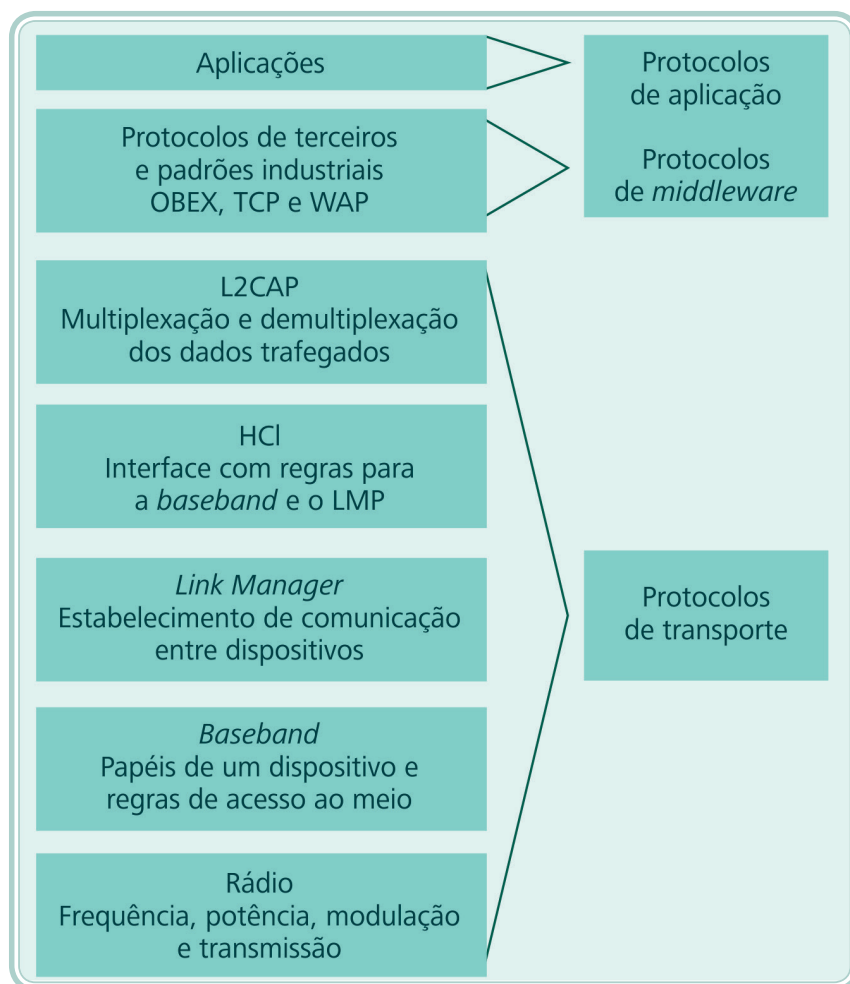 Aplicações
Protocolos de terceiros
e padrões industriais
OBEX, TCP e WAP
Protocolos
de aplicação
Protocolos
de middleware
L2CAP
Multiplexação e demultiplexação
dos dados trafegados
HCl
Interface com regras para
a baseband e o LMP
Link Manager
Estabelecimento de comunicação
entre dispositivos
Baseband
Papéis de um dispositivo e
regras de acesso ao meio
Rádio
Frequência, potência, modulação
e transmissão
Protocolos
de transporte